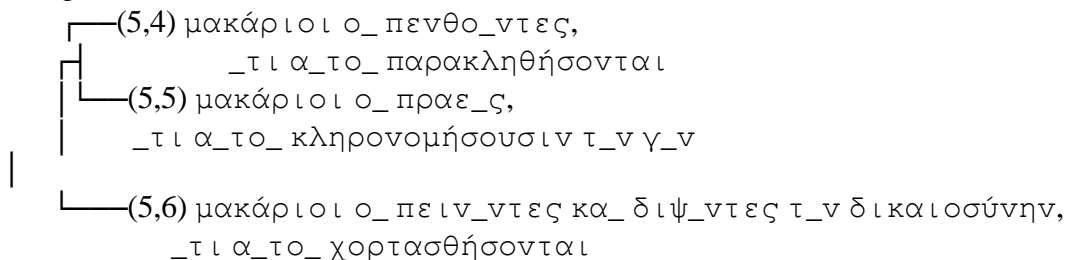 (5,4) μακάριοι ο_ πενθο_ντες,
_τι α_το_ παρακληθήσονται
(5,5) μακάριοι ο_ πραε_ς,
_τι α_το_ κληρονομήσουσιν τ_ν γ_ν
(5,6) μακάριοι ο_ πειν_ντες κα_ διψ_ντες τ_ν δικαιοσύνην,
_τι α_το_ χορτασθήσονται